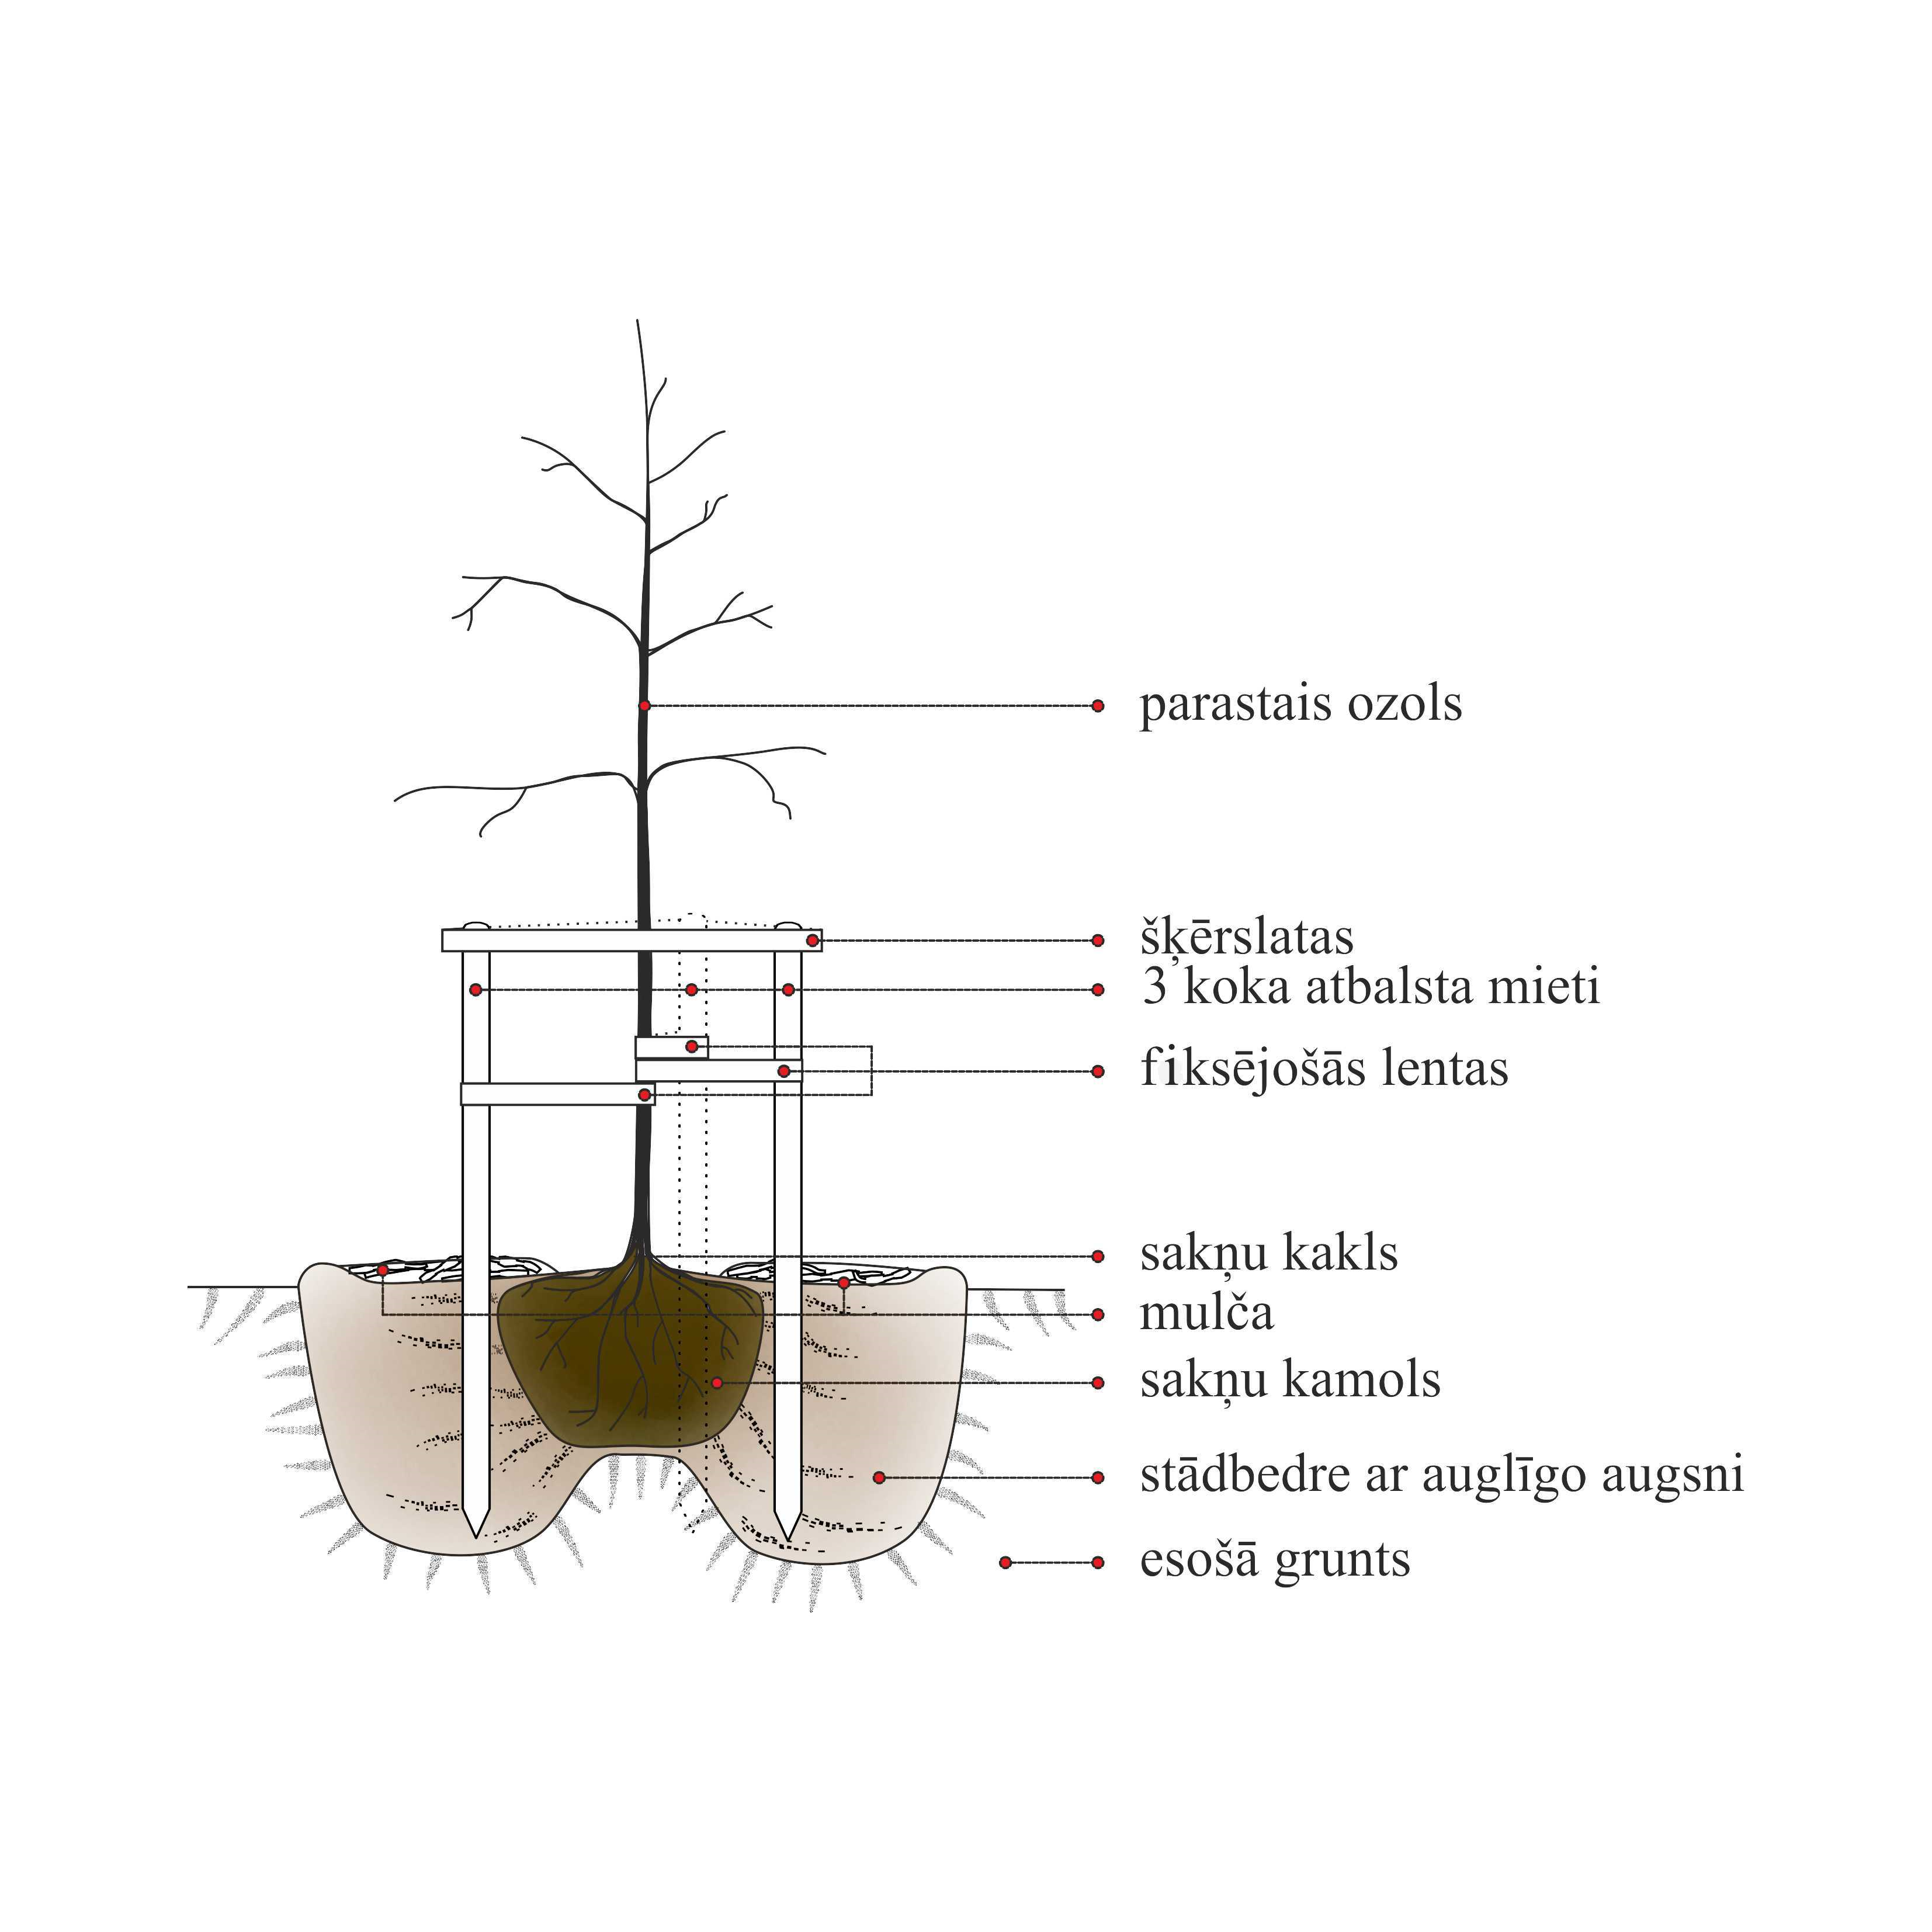 parastais ozols
šķērslatas
3 koka atbalsta mieti
fiksējošās lentas
sakņu kakls
mulča
sakņu kamols
stādbedre ar auglīgo augsni
esošā grunts